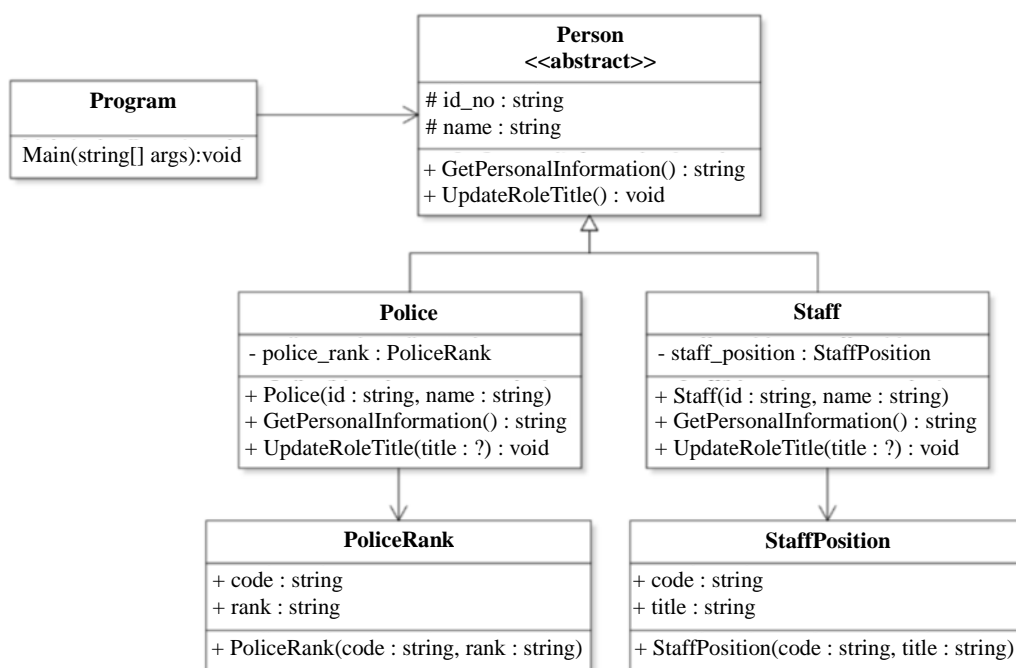 Person
<<abstract>>
# id_no : string
# name : string
+ GetPersonalInformation() : string
+ UpdateRoleTitle() : void
Program
Main(string[] args):void
Police
- police_rank : PoliceRank
+ Police(id : string, name : string)
+ GetPersonalInformation() : string
+ UpdateRoleTitle(title : ?) : void
Staff
- staff_position : StaffPosition
+ Staff(id : string, name : string)
+ GetPersonalInformation() : string
+ UpdateRoleTitle(title : ?) : void
PoliceRank
+ code : string
+ rank : string
+ PoliceRank(code : string, rank : string)
StaffPosition
+ code : string
+ title : string
+ StaffPosition(code : string, title : string)